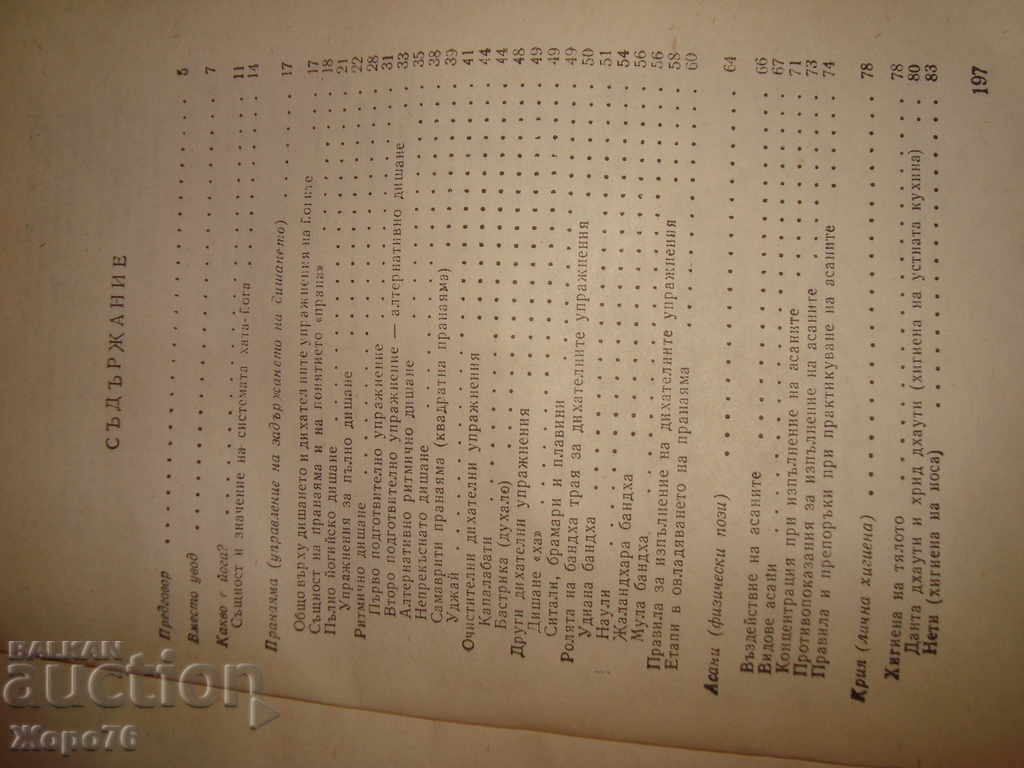 СЪДЪРЖАНИЕ
Предговор . . . . . . . . . . . . 5
Вместо увод . . . . . . . . . . . . 7
Какво е йога? . . . . . . . . . . . . 11
Същност и значение на системата хата-йога . . . . 14
Пранаяма (управление на задържането на дишането) . . . . 17
Общо върху дишането и дихателните упражнения на йогите 17
Същност на пранаяма и на понятието «прана» . . 18
Пълно йогийско дишане . . . . . . . . 21
Упражнения за пълно дишане . . . . . . . . 22
Ритмично дишане . . . . . . . . 28
Първо подготвително упражнение . . . . . . 31
Второ подготвително упражнение — алтернативно дишане 33
Алтернативно ритмично дишане . . . . . . 35
Непрекъснато дишане . . . . . . . . 38
Самаврити пранаяма (квадратна пранаяма) . . . . 39
Уджай . . . . . . . . . . 41
Очистителни дихателни упражнения . . . . . . 44
Капалабати . . . . . . . . . . 44
Бастрика (духало) . . . . . . . . . . 48
Други дихателни упражнения . . . . . . . . 49
Дишане «ха» . . . . . . . . . . 49
Ситали, брамари и плавини . . . . . . . . 49
Ролята на бандха трая за дихателните упражнения 50
Удиана бандха . . . . . . . . . . 51
Наули . . . . . . . . . . 54
Жаландхара бандха . . . . . . . . 56
Мула бандха . . . . . . . . . . 56
Правила за изпълнение на дихателните упражнения 58
Етапи в овладяването на пранаяма . . . . . . 60
Асани (физически пози) . . . . . . . . . . 64
Въздействие на асаните . . . . . . . . 66
Видове асани . . . . . . . . . . 67
Концентрация при изпълнение на асаните . . . . 71
Противопоказания за изпълнение на асаните . . . . 73
Правила и препоръки при практикуване на асаните . . 74
Крия (лична хигиена) . . . . . . . . . . 78
Хигиена на тялото . . . . . . . . . . 78
Данта дхаути и хрид дхаути (хигиена на устната кухина) . . 80
Нети (хигиена на носа) . . . . . . . . . . 83
197
BALKAN
auction
Жоро76